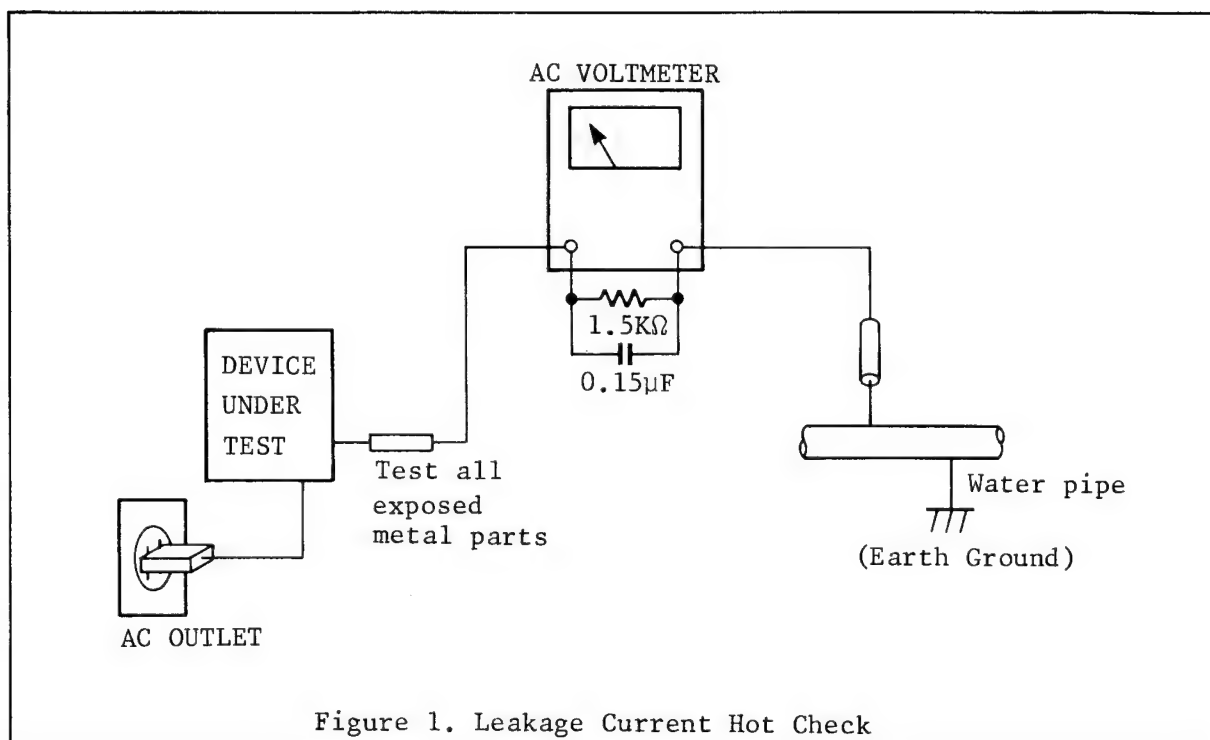 AC VOLTMETER
1.5KΩ
0.15µF
DEVICE
UNDER
TEST
Test all
exposed
metal parts
Water pipe
(Earth Ground)
AC OUTLET
Figure 1. Leakage Current Hot Check